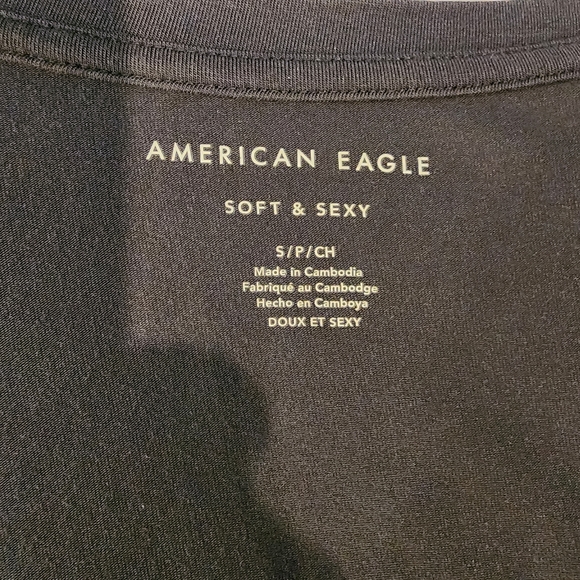 AMERICAN EAGLE
SOFT & SEXY
S/P/CH
Made in Cambodia
Fabriqué au Cambodge
Hecho en Camboya
DOUX ET SEXY